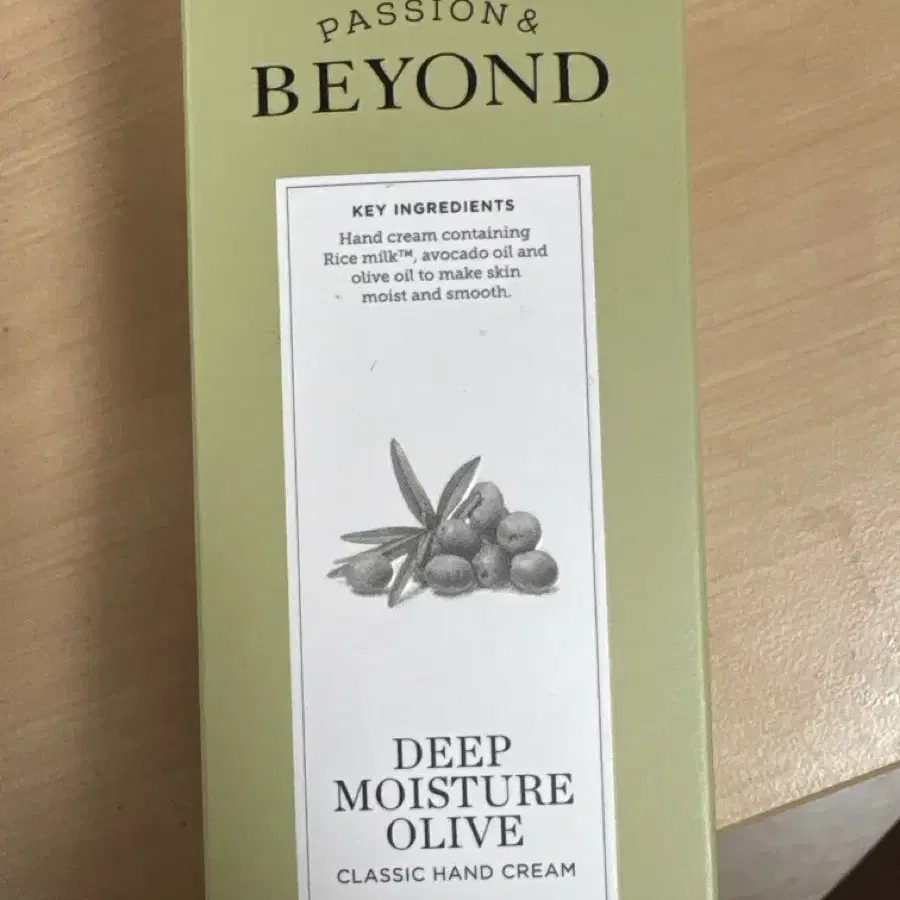 PASSION &
BEYOND
KEY INGREDIENTS
Hand cream containing
Rice milk™, avocado oil and
olive oil to make skin
moist and smooth.
DEEP
MOISTURE
OLIVE
CLASSIC HAND CREAM